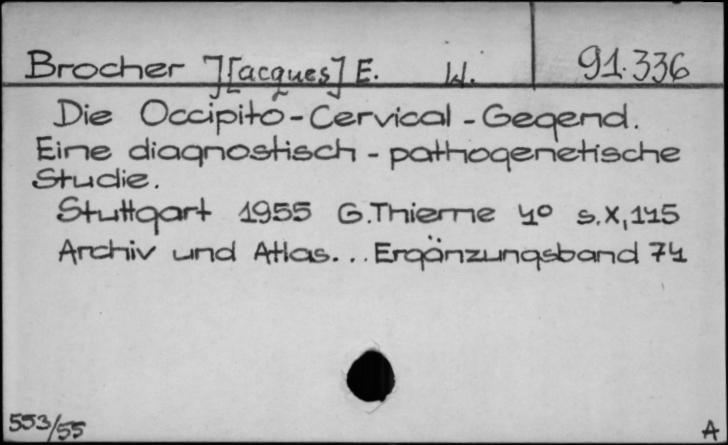 Brocher J[acques] E. W. 91.336
Die Occipito-Cervical-Gegend.
Eine diagnostisch-pathogenetische
Studie.
Stuttgart 1955 G.Thieme 4° s.X,145
Archiv und Atlas... Ergänzungsband 74
553/55 A